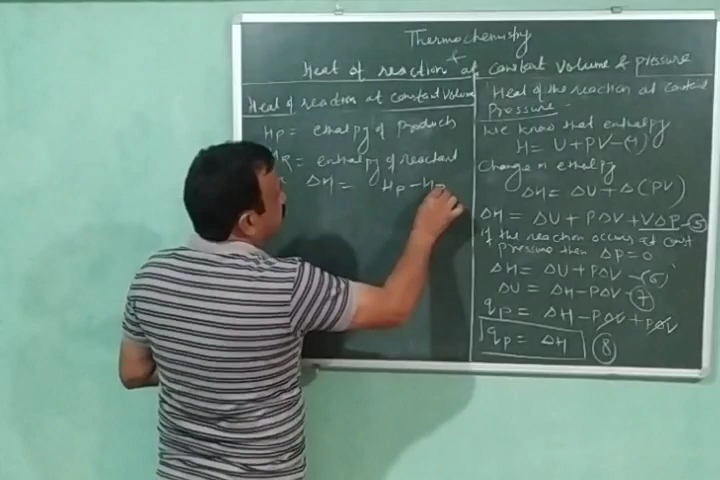 Thermochemistry
&
Heat of reaction at constant volume & pressure
Heat of reaction at constant volume
HP = ethalpy of Products
HR = enthalpy of reactant
ΔH = HP – HR
Heat of the reaction at constant
Pressure -
We know that enthalpy
H = U + PV – (4)
Change in ethalpy
ΔH = ΔU + Δ(PV)
ΔH = ΔU + PΔV + VΔP – (5)
If the reaction occurs at const
pressure then ΔP = 0
ΔH = ΔU + PΔV – (6)
ΔU = ΔH – PΔV – (7)
qP = ΔH – PΔV + PΔV
qP = ΔH (8)